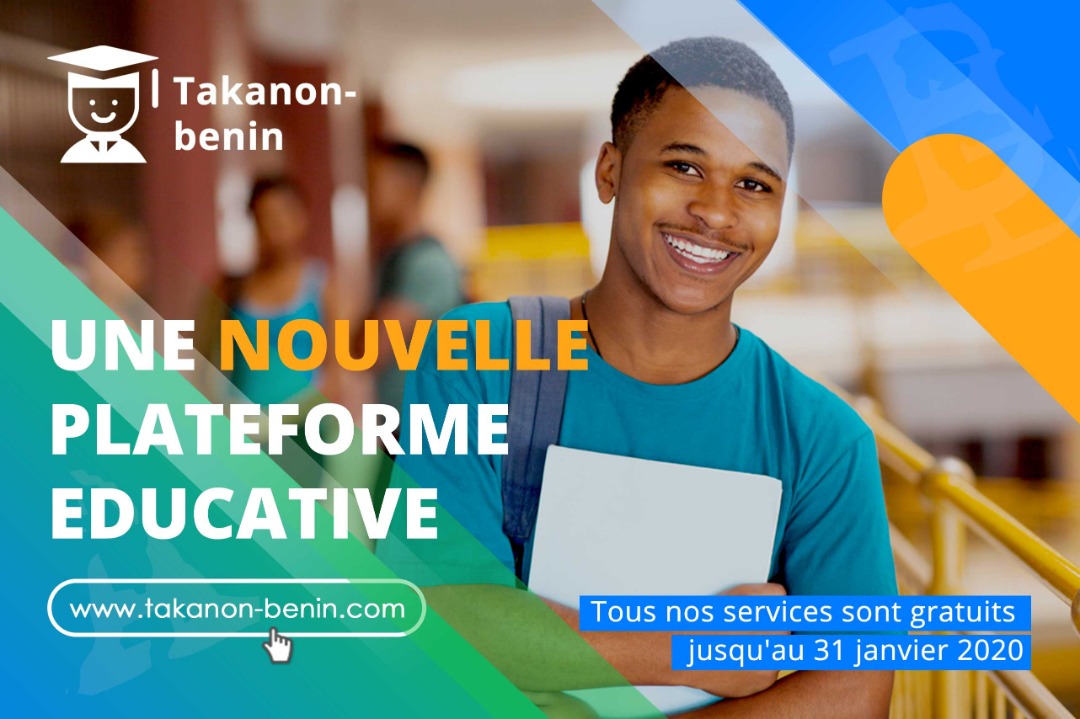 Takanon-
benin
UNE NOUVELLE
PLATEFORME
EDUCATIVE
www.takanon-benin.com
Tous nos services sont gratuits
jusqu'au 31 janvier 2020